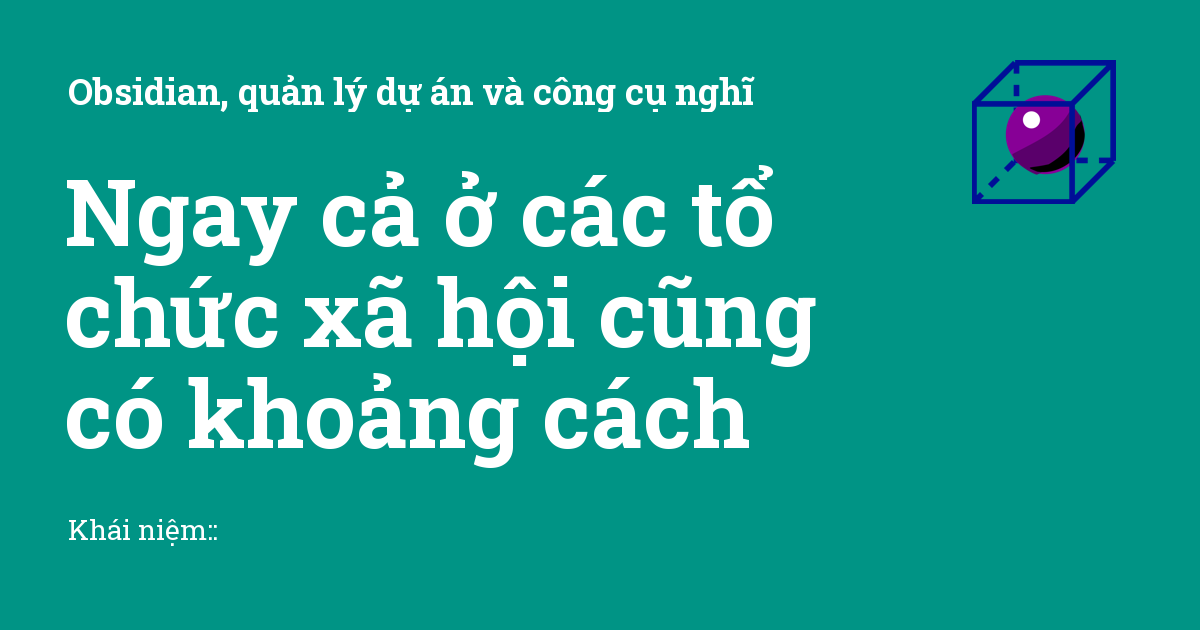 Obsidian, quản lý dự án và công cụ nghĩ
Ngay cả ở các tổ
chức xã hội cũng
có khoảng cách
Khái niệm::